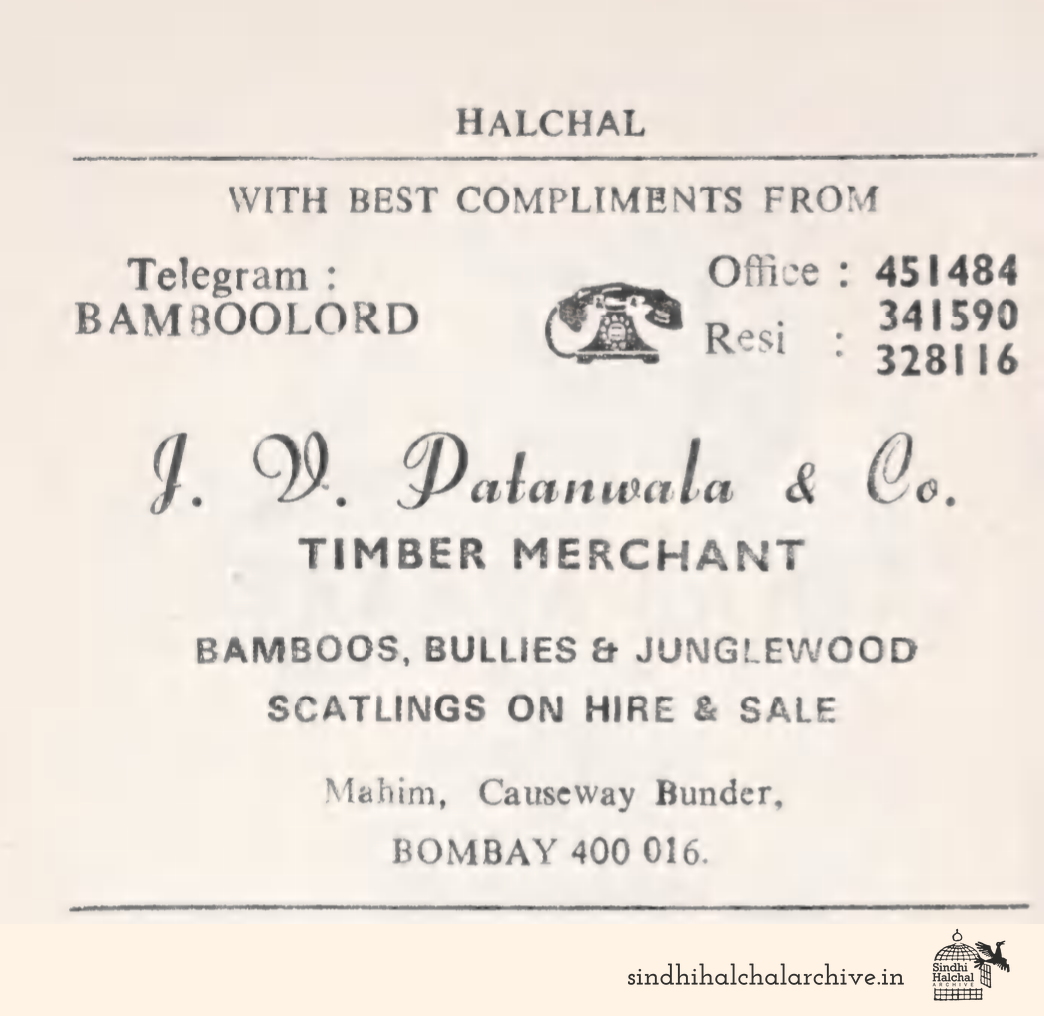 HALCHAL
WITH BEST COMPLIMENTS FROM
Telegram :
BAMBOOLORD
Office : 451484
341590
Resi :
328116
J. V. Patanwala & Co.
TIMBER MERCHANT
BAMBOOS, BULLIES & JUNGLEWOOD
SCATLINGS ON HIRE & SALE
Mahim, Causeway Bunder,
BOMBAY 400 016.
sindhihalchalarchive.in
Sindhi
Halchal
ARCHIVE